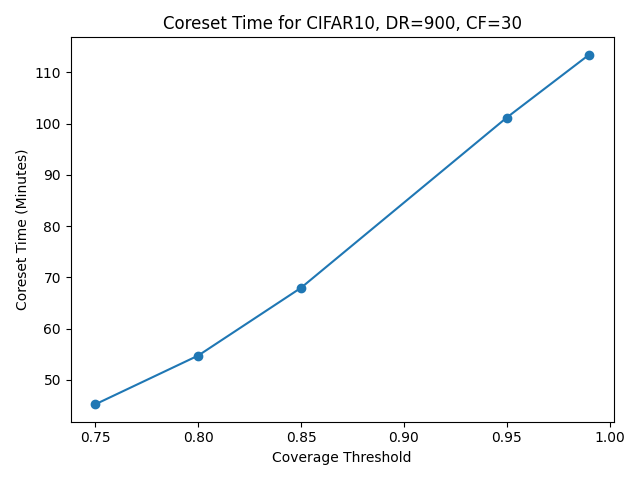 Coreset Time for CIFAR10, DR=900, CF=30
Coreset Time (Minutes)
110
100
90
80
70
60
50
0.75 0.80 0.85 0.90 0.95 1.00
Coverage Threshold